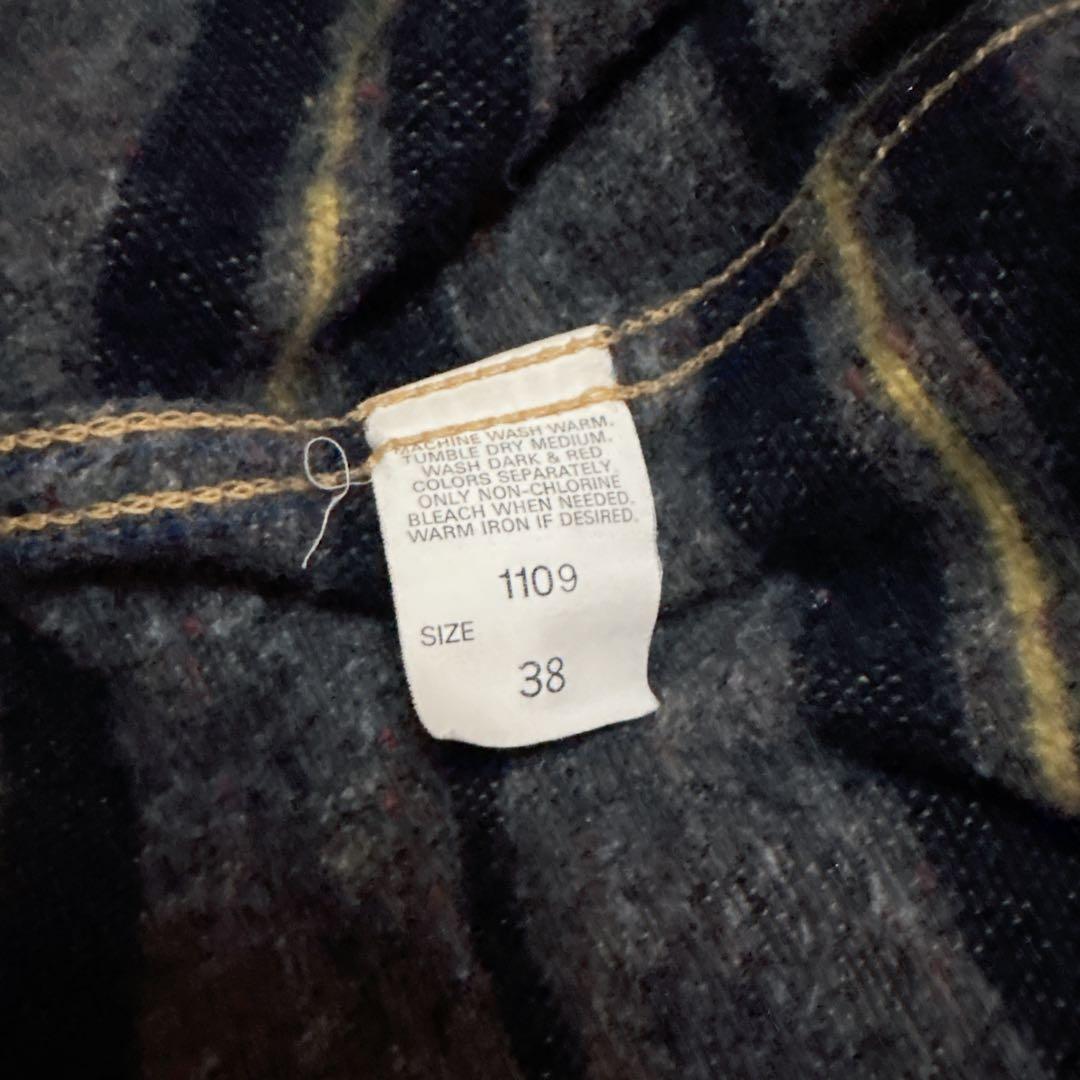 MACHINE WASH WARM.
TUMBLE DRY MEDIUM.
WASH DARK & RED
COLORS SEPARATELY.
ONLY NON-CHLORINE
BLEACH WHEN NEEDED.
WARM IRON IF DESIRED.
1109
SIZE
38